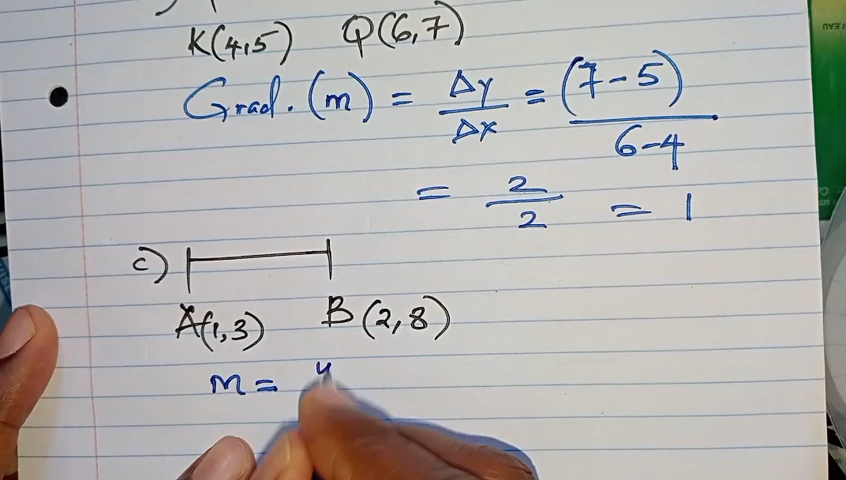 K(4,5) Q(6,7)
Grad. (m) = Δy/Δx = (7-5)/6-4
= 2/2 = 1
c)
A(1,3) B(2,8)
m = y